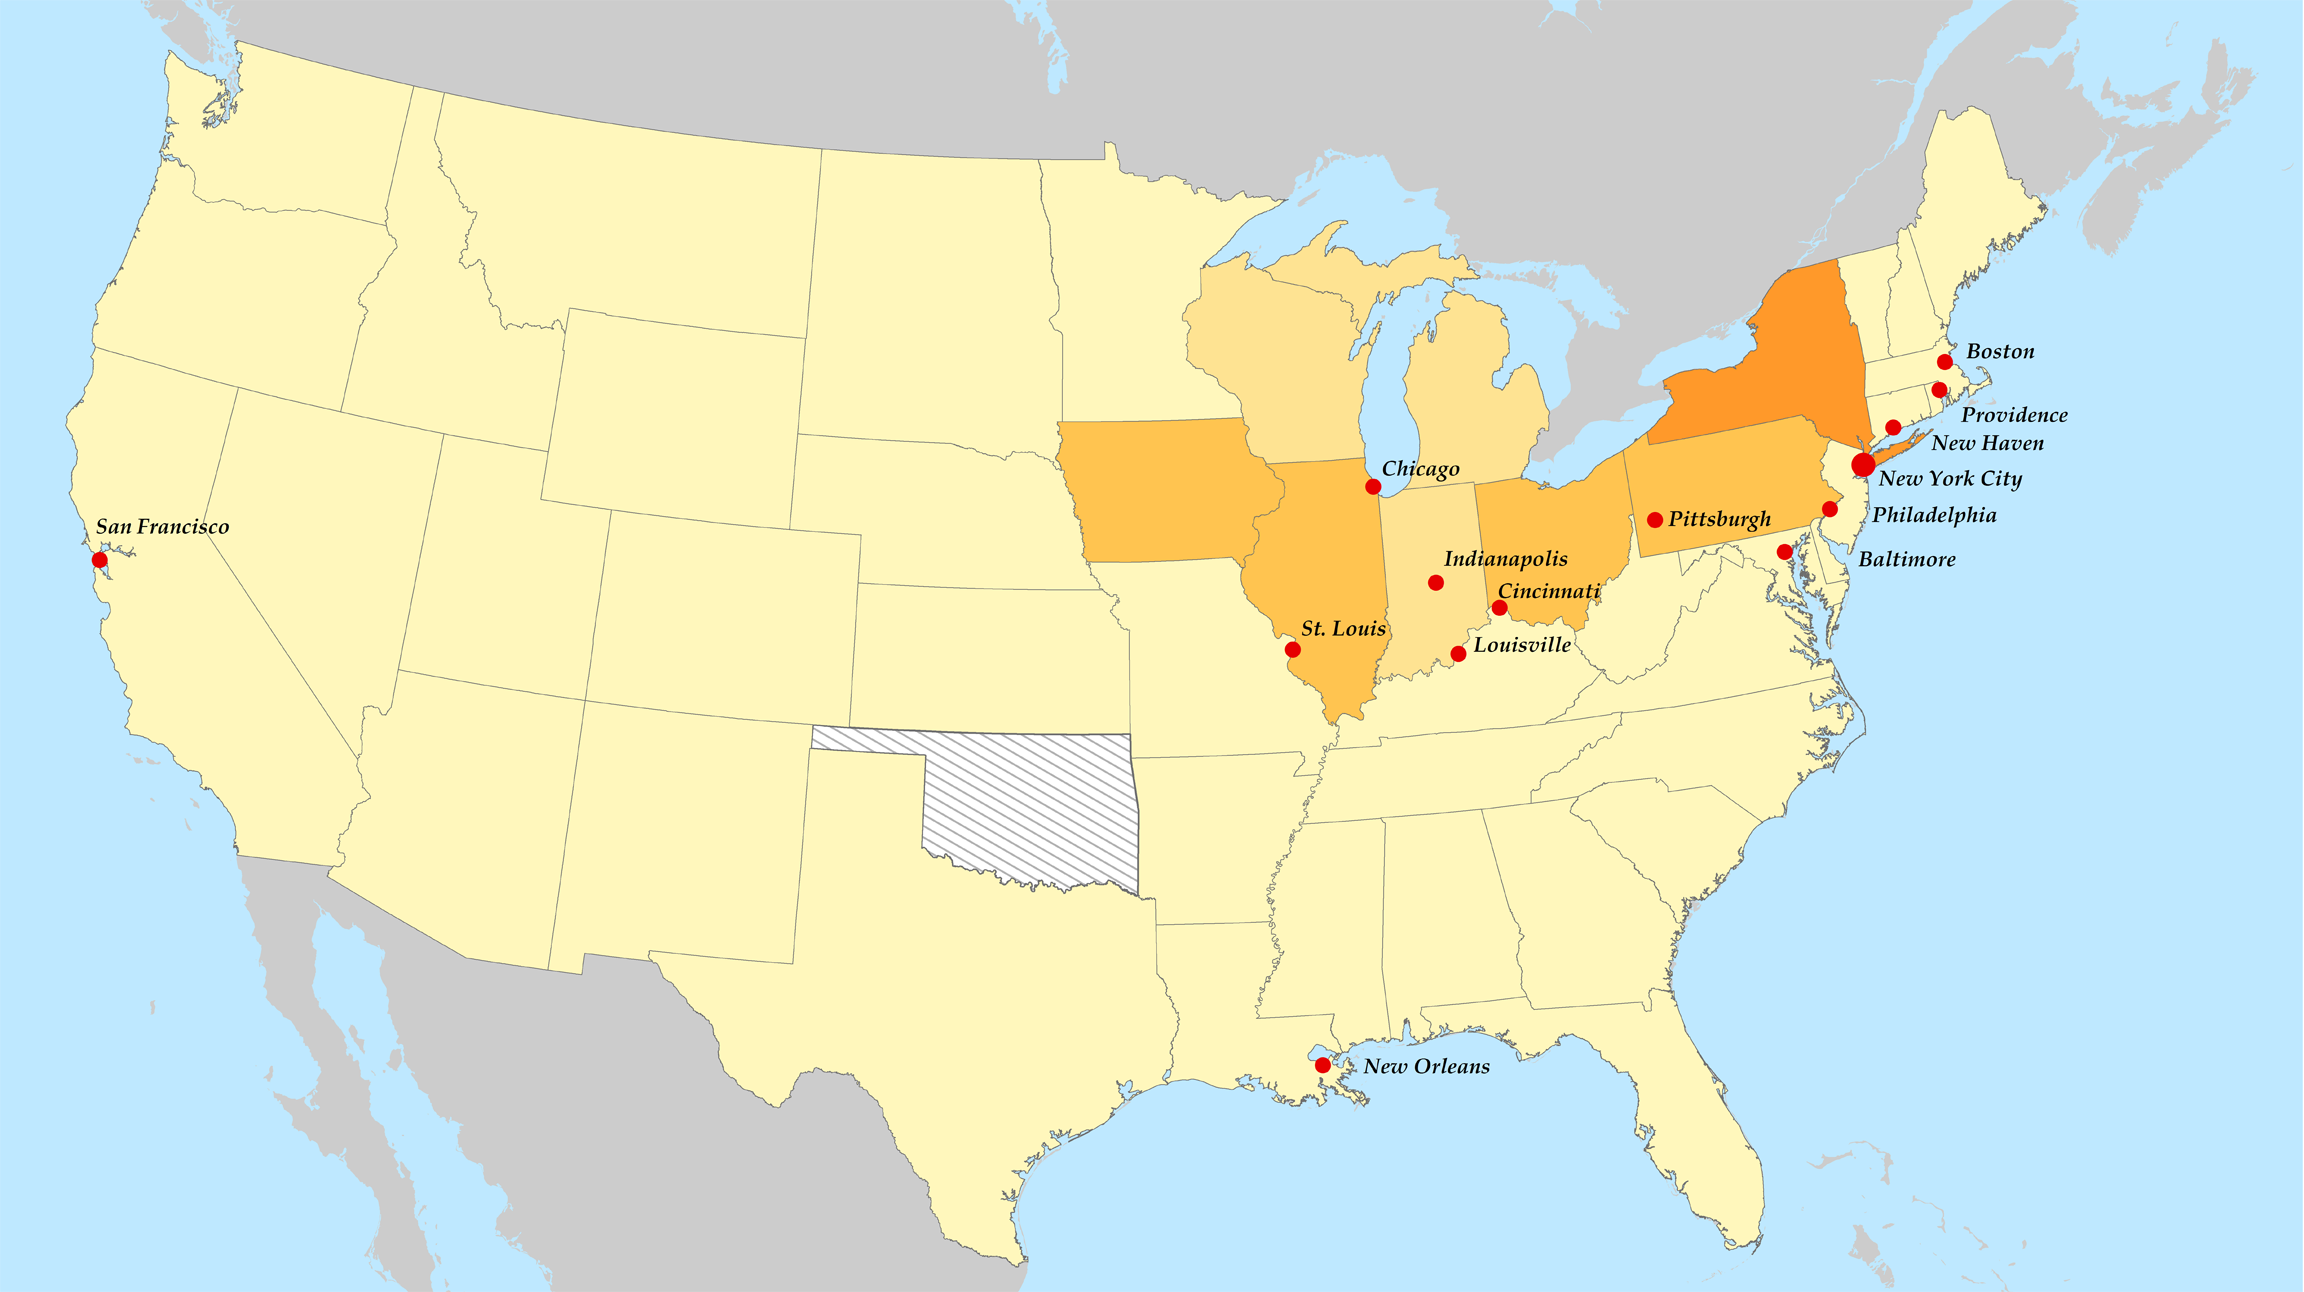 Boston
Providence
New Haven
Chicago
New York City
Philadelphia
Pittsburgh
San Francisco
Baltimore
Indianapolis
Cincinnati
St. Louis
Louisville
New Orleans